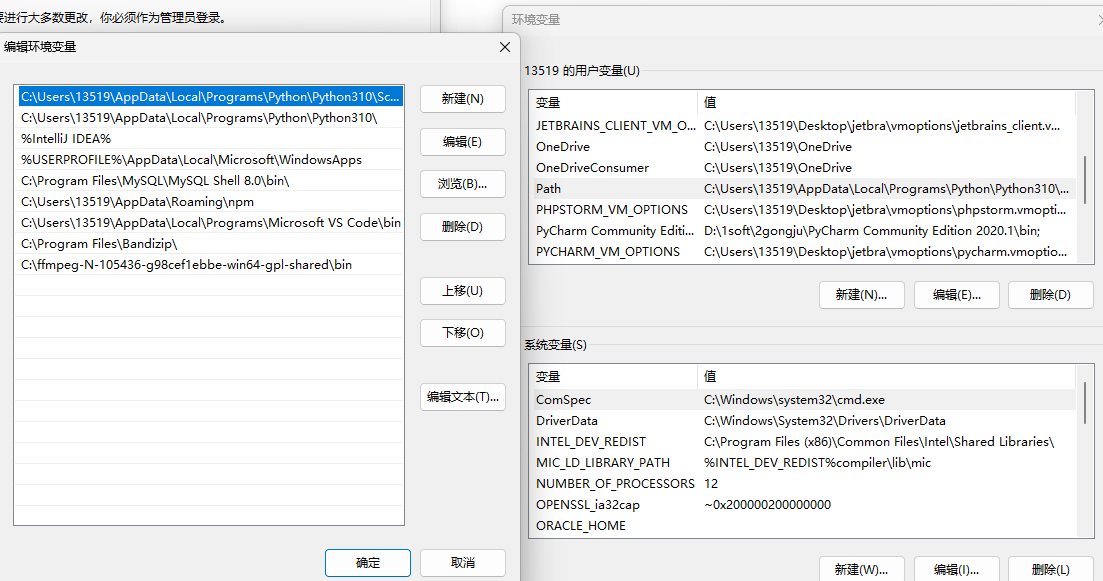 要进行大多数更改，你必须作为管理员登录。
编辑环境变量
C:\Users\13519\AppData\Local\Programs\Python\Python310\Sc...
C:\Users\13519\AppData\Local\Programs\Python\Python310\
%IntelliJ IDEA%
%USERPROFILE%\AppData\Local\Microsoft\WindowsApps
C:\Program Files\MySQL\MySQL Shell 8.0\bin\
C:\Users\13519\AppData\Roaming\npm
C:\Users\13519\AppData\Local\Programs\Microsoft VS Code\bin
C:\Program Files\Bandizip\
C:\ffmpeg-N-105436-g98cef1ebbe-win64-gpl-shared\bin
新建(N)
编辑(E)
浏览(B)...
删除(D)
上移(U)
下移(O)
编辑文本(T)...
确定
取消
环境变量
13519 的用户变量(U)
变量 值
JETBRAINS_CLIENT_VM_O... C:\Users\13519\Desktop\jetbra\vmoptions\jetbrains_client.v...
OneDrive C:\Users\13519\OneDrive
OneDriveConsumer C:\Users\13519\OneDrive
Path C:\Users\13519\AppData\Local\Programs\Python\Python310\...
PHPSTORM_VM_OPTIONS C:\Users\13519\Desktop\jetbra\vmoptions\phpstorm.vmopti...
PyCharm Community Editi... D:\1soft\2gongju\PyCharm Community Edition 2020.1\bin;
PYCHARM_VM_OPTIONS C:\Users\13519\Desktop\jetbra\vmoptions\pycharm.vmoptio...
新建(N)... 编辑(E)... 删除(D)
系统变量(S)
变量 值
ComSpec C:\Windows\system32\cmd.exe
DriverData C:\Windows\System32\Drivers\DriverData
INTEL_DEV_REDIST C:\Program Files (x86)\Common Files\Intel\Shared Libraries\
MIC_LD_LIBRARY_PATH %INTEL_DEV_REDIST%compiler\lib\mic
NUMBER_OF_PROCESSORS 12
OPENSSL_ia32cap ~0x200000200000000
ORACLE_HOME
新建(W)... 编辑(I)... 删除(L)